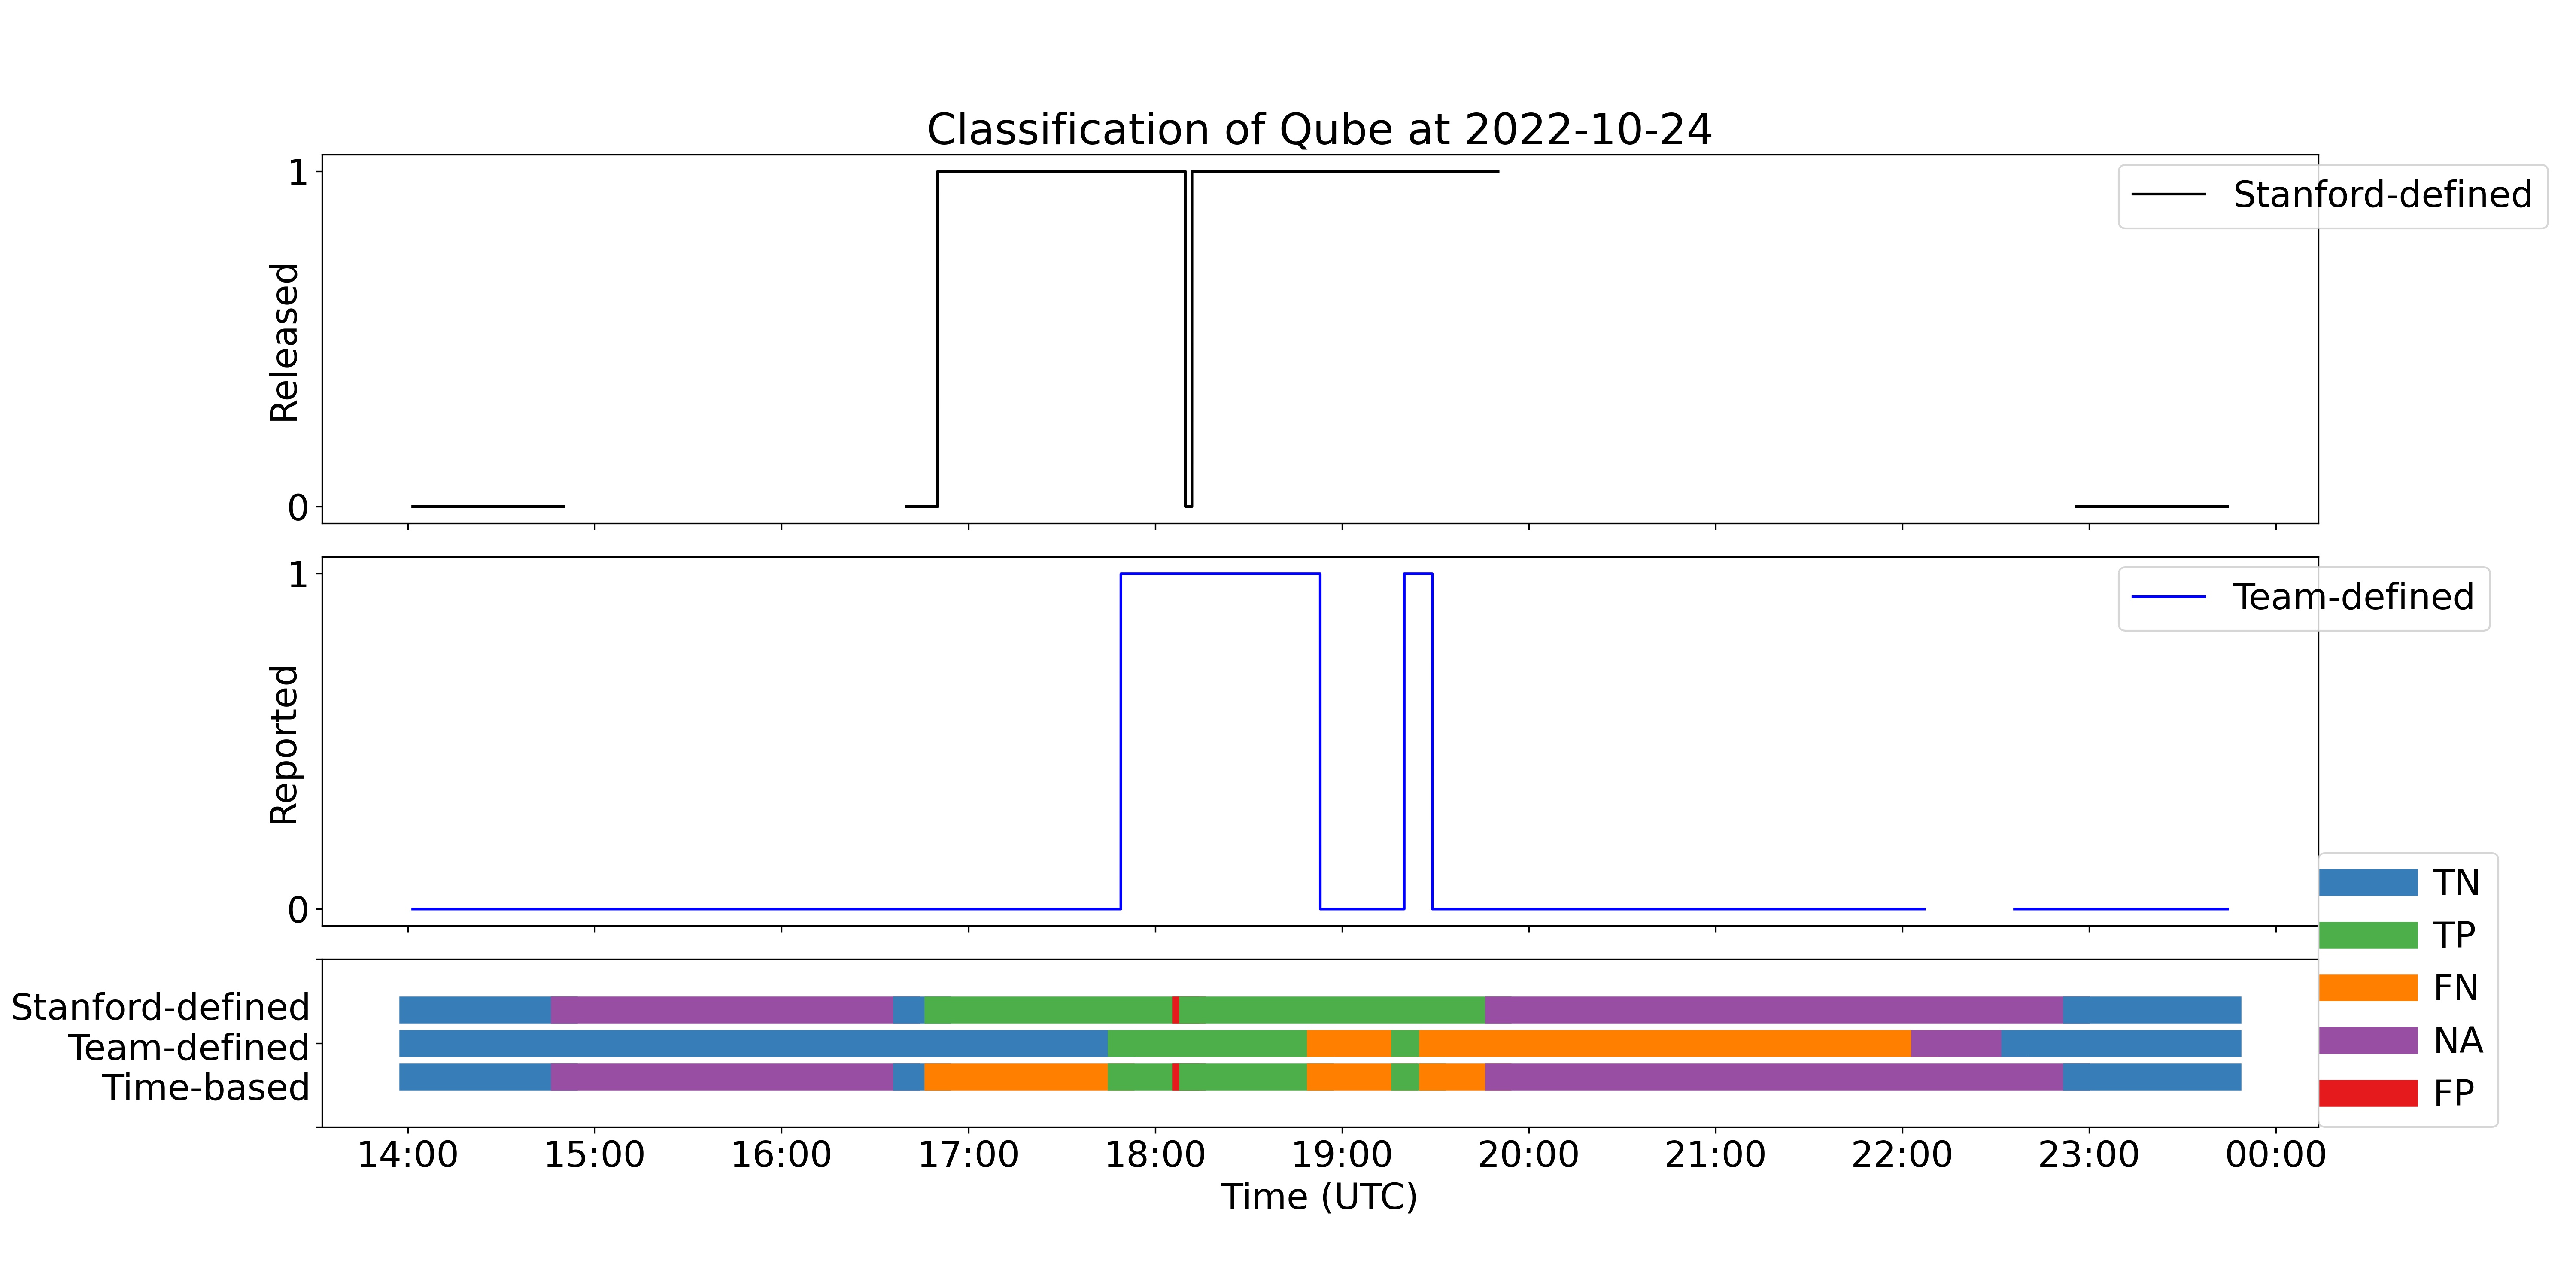 Classification of Qube at 2022-10-24
1
0
Released
Stanford-defined
1
0
Reported
Team-defined
TN
TP
FN
NA
FP
Stanford-defined
Team-defined
Time-based
14:00 15:00 16:00 17:00 18:00 19:00 20:00 21:00 22:00 23:00 00:00
Time (UTC)